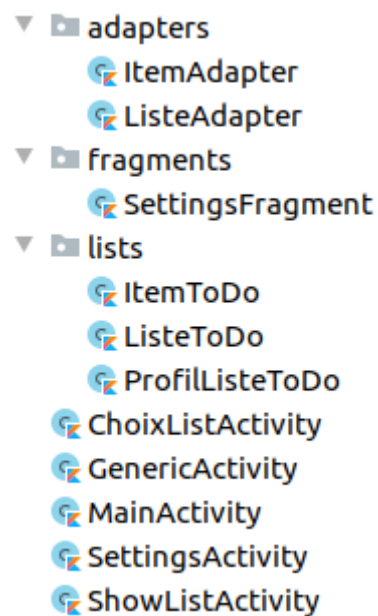 adapters
ItemAdapter
ListeAdapter
fragments
SettingsFragment
lists
ItemToDo
ListeToDo
ProfilListeToDo
ChoixListActivity
GenericActivity
MainActivity
SettingsActivity
ShowListActivity